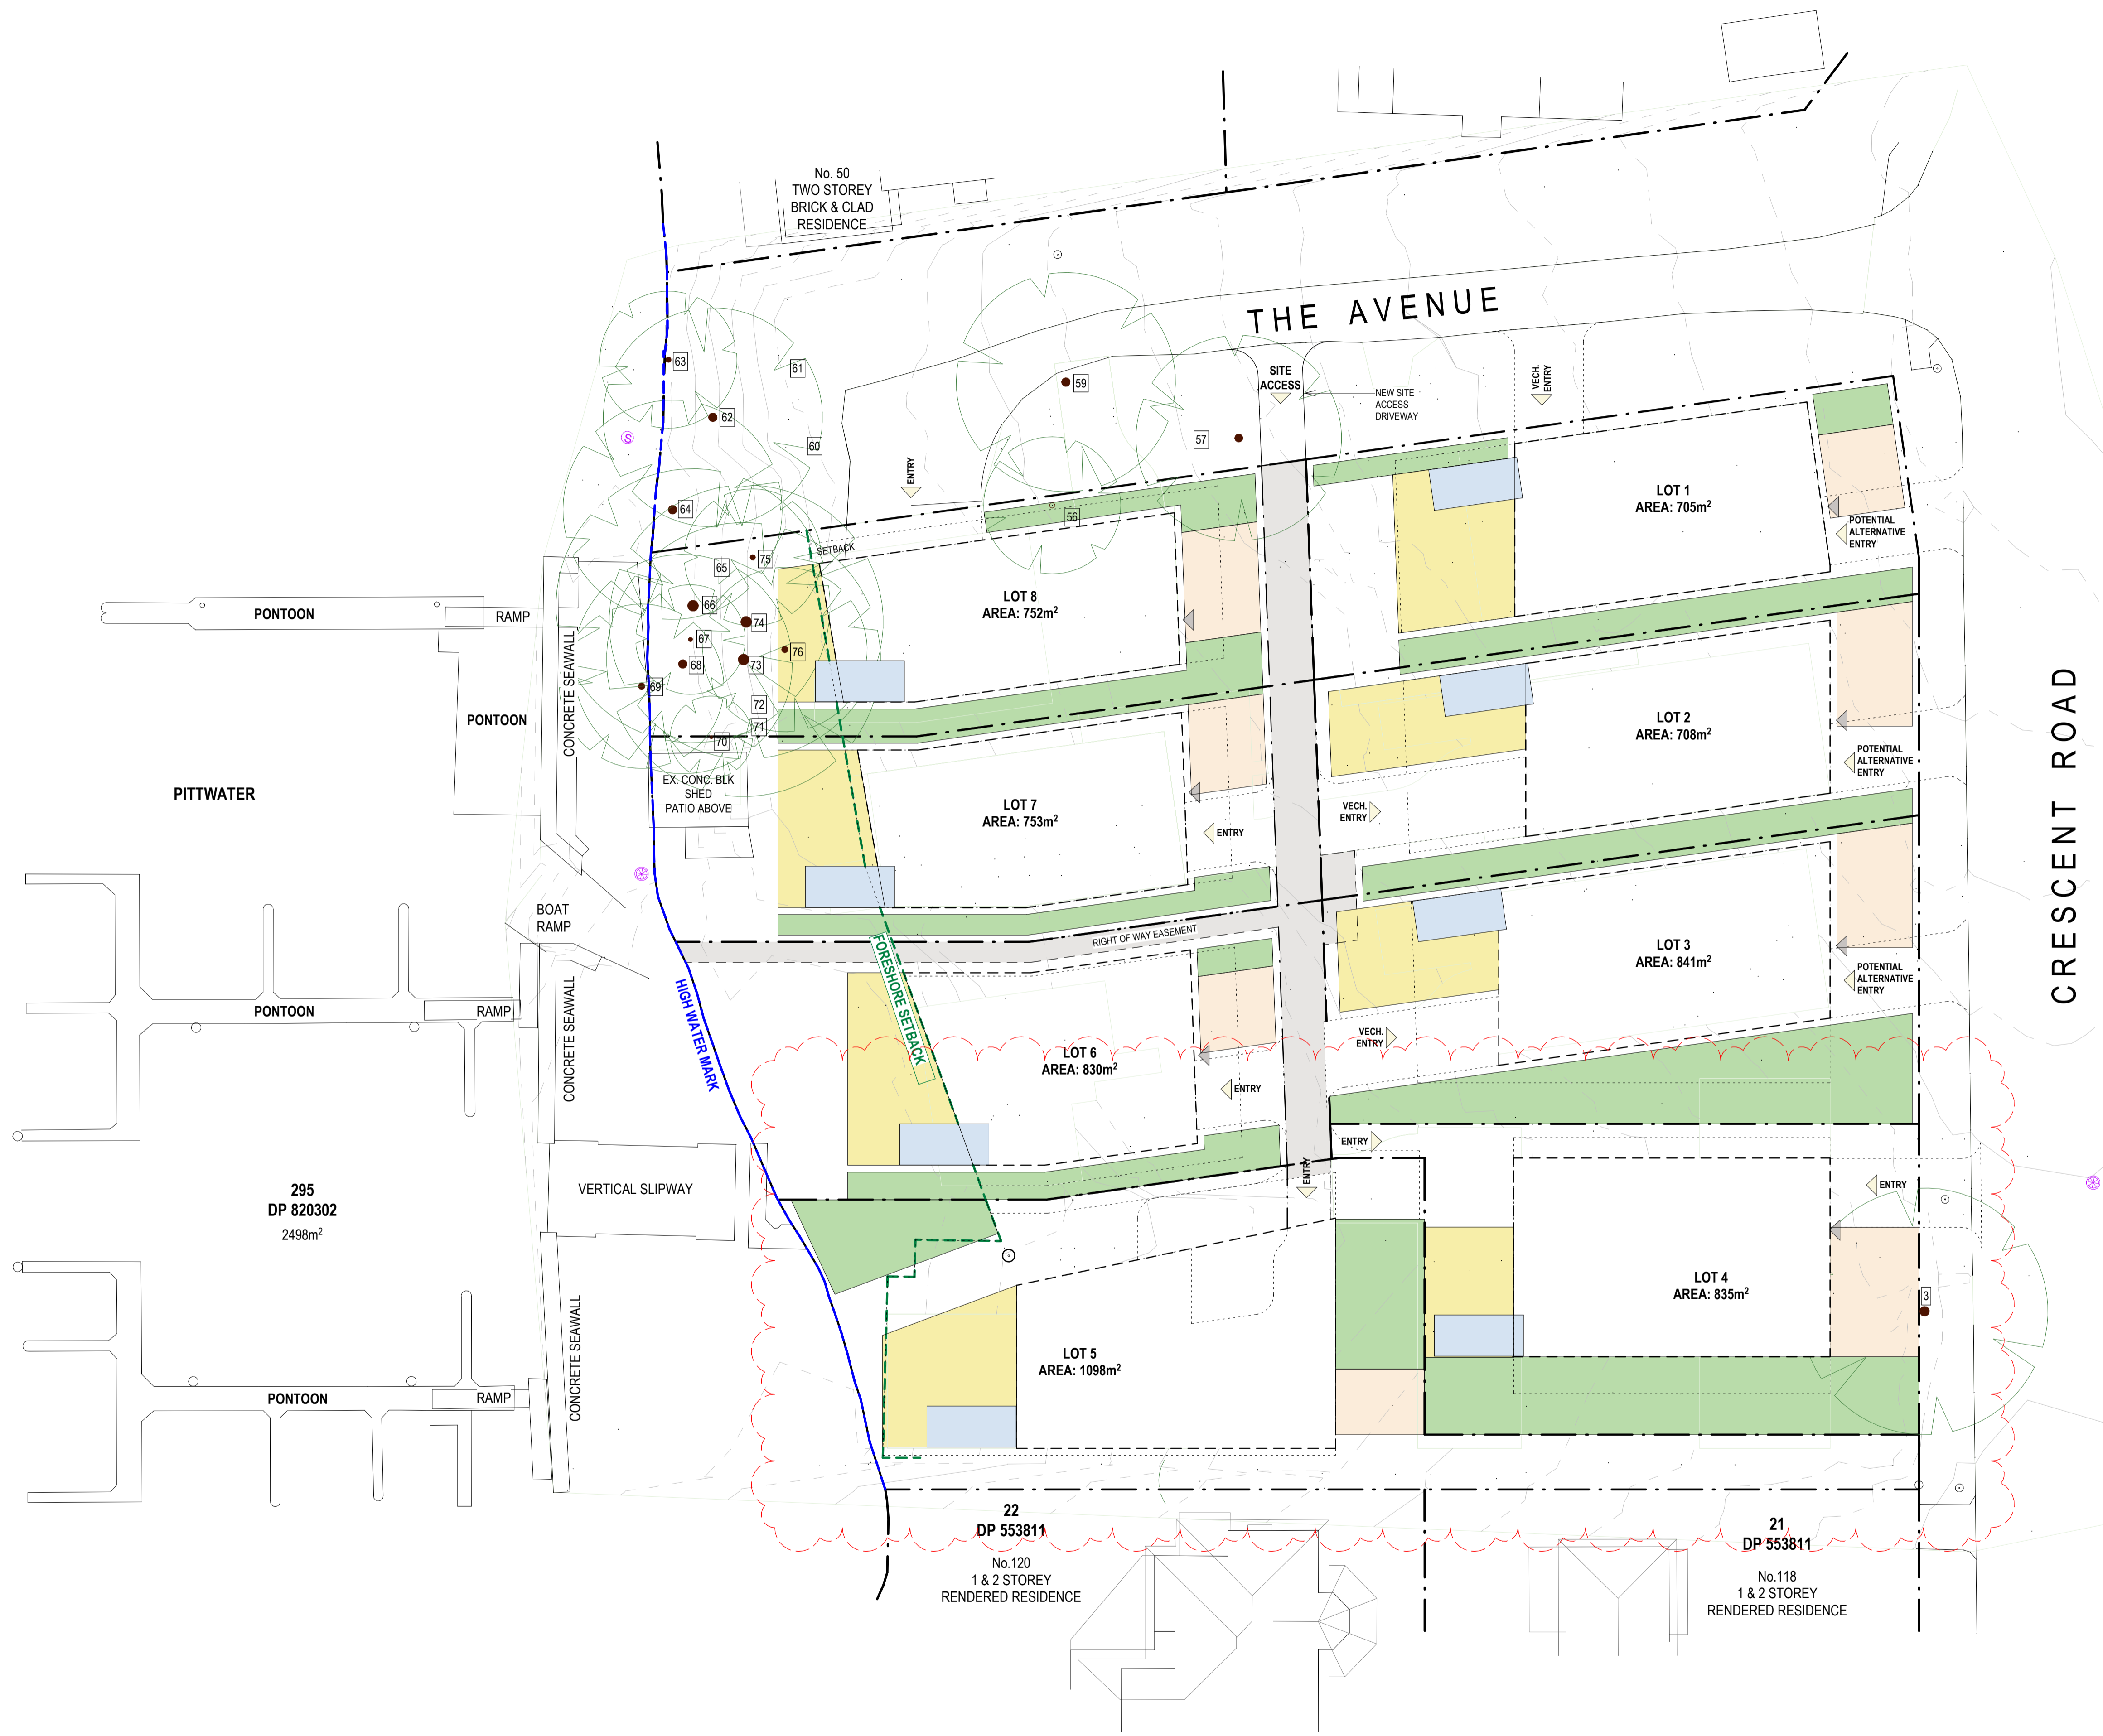 No. 50
TWO STOREY
BRICK & CLAD
RESIDENCE
THE AVENUE
63
61
62
60
59
57
SITE
ACCESS
NEW SITE
ACCESS
DRIVEWAY
VECH.
ENTRY
ENTRY
S
64
56
75
65
SETBACK
66
74
67
76
68
73
69
72
71
70
LOT 1
AREA: 705m²
POTENTIAL
ALTERNATIVE
ENTRY
LOT 8
AREA: 752m²
PONTOON
RAMP
CONCRETE SEAWALL
PONTOON
LOT 2
AREA: 708m²
POTENTIAL
ALTERNATIVE
ENTRY
CRESCENT ROAD
EX. CONC. BLK
SHED
PATIO ABOVE
PITTWATER
LOT 7
AREA: 753m²
ENTRY
VECH.
ENTRY
BOAT
RAMP
RIGHT OF WAY EASEMENT
LOT 3
AREA: 841m²
POTENTIAL
ALTERNATIVE
ENTRY
FORESHORE SETBACK
HIGH WATER MARK
PONTOON
RAMP
CONCRETE SEAWALL
LOT 6
AREA: 830m²
ENTRY
VECH.
ENTRY
ENTRY
ENTRY
ENTRY
295
DP 820302
2498m²
VERTICAL SLIPWAY
LOT 4
AREA: 835m²
3
LOT 5
AREA: 1098m²
PONTOON
RAMP
CONCRETE SEAWALL
22
DP 553811
No.120
1 & 2 STOREY
RENDERED RESIDENCE
21
DP 553811
No.118
1 & 2 STOREY
RENDERED RESIDENCE